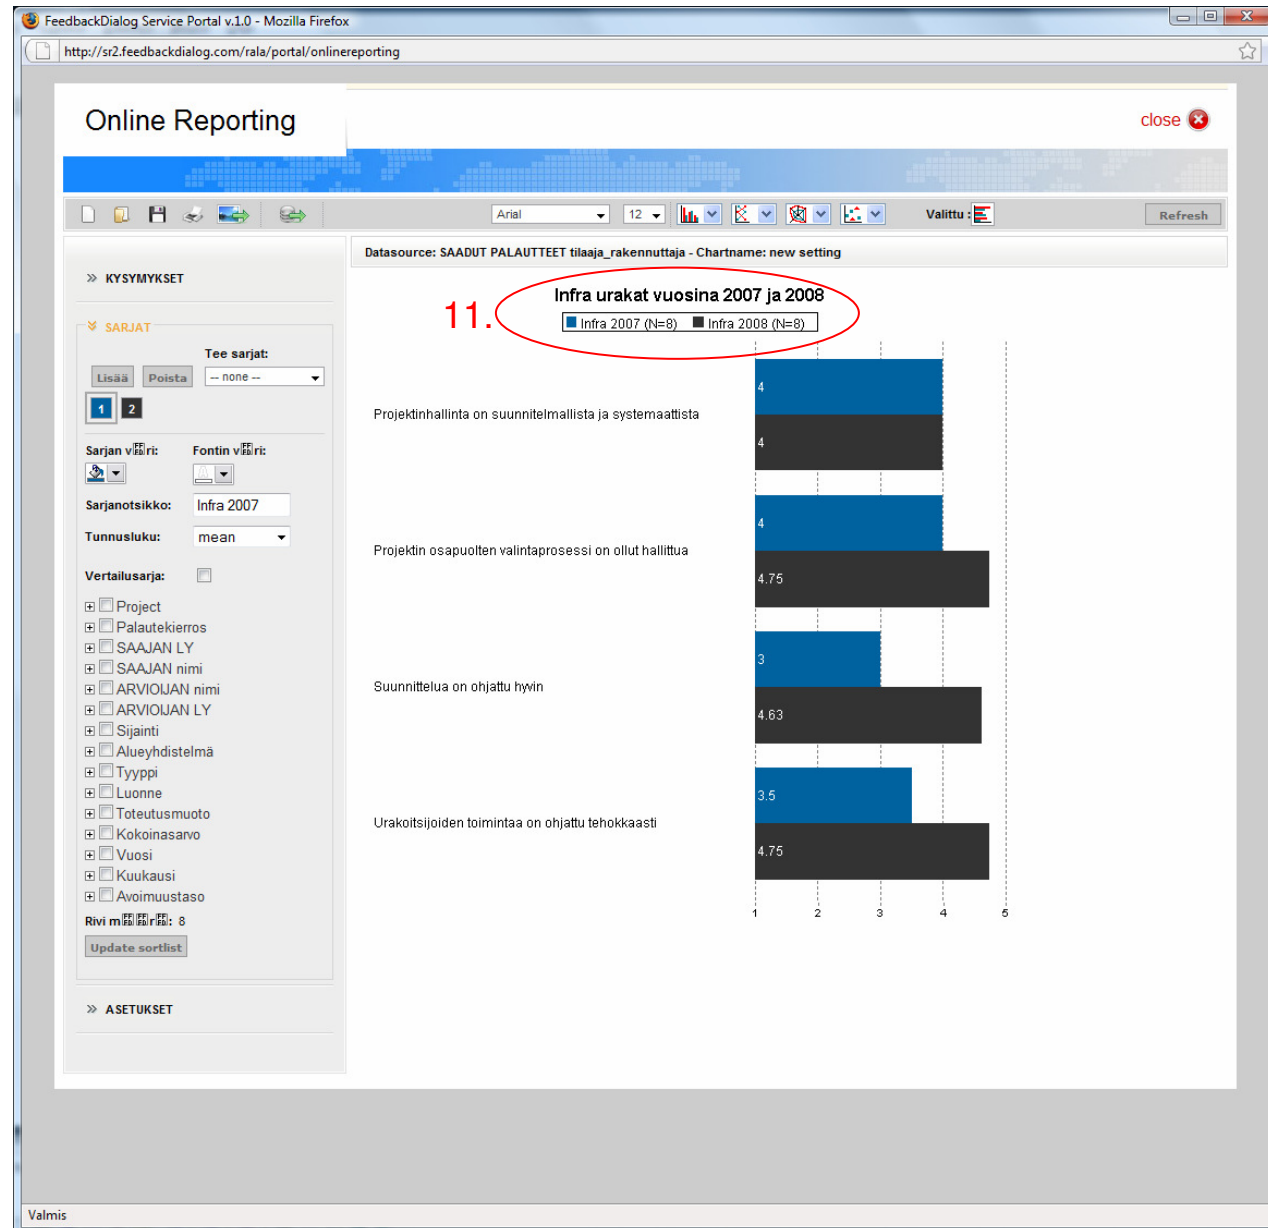 FeedbackDialog Service Portal v.1.0 - Mozilla Firefox
http://sr2.feedbackdialog.com/rala/portal/onlinereporting
Online Reporting
close
Arial 12 Valittu : Refresh
Datasource: SAADUT PALAUTTEET tilaaja_rakennuttaja - Chartname: new setting
KYSYMYKSET
SARJAT
Tee sarjat:
Lisää Poista -- none --
1 2
Sarjan v ri: Fontin v ri:
Sarjanotsikko: Infra 2007
Tunnusluku: mean
Vertailusarja:
Project
Palautekierros
SAAJAN LY
SAAJAN nimi
ARVIOIJAN nimi
ARVIOIJAN LY
Sijainti
Alueyhdistelmä
Tyyppi
Luonne
Toteutusmuoto
Kokoinasarvo
Vuosi
Kuukausi
Avoimuustaso
Rivi m r : 8
Update sortlist
ASETUKSET
11.
Infra urakat vuosina 2007 ja 2008
Infra 2007 (N=8) Infra 2008 (N=8)
Projektinhallinta on suunnitelmallista ja systemaattista
4
4
Projektin osapuolten valintaprosessi on ollut hallittua
4
4.75
Suunnittelua on ohjattu hyvin
3
4.63
Urakoitsijoiden toimintaa on ohjattu tehokkaasti
3.5
4.75
1 2 3 4 5
Valmis